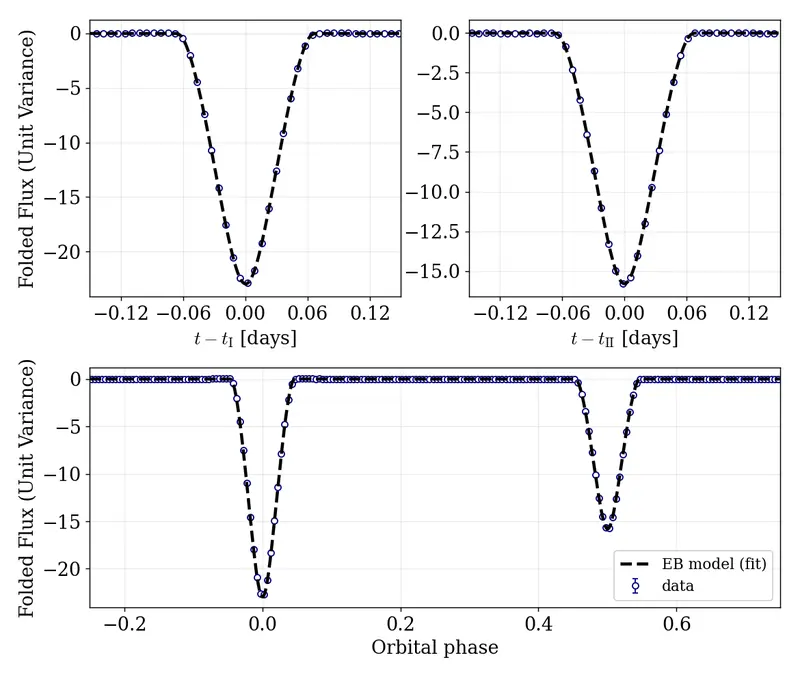 Folded Flux (Unit Variance)
0
−5
−10
−15
−20
−0.12 −0.06 0.00 0.06 0.12
t − t_I [days]
0.0
−2.5
−5.0
−7.5
−10.0
−12.5
−15.0
−0.12 −0.06 0.00 0.06 0.12
t − t_II [days]
Folded Flux (Unit Variance)
0
−5
−10
−15
−20
−0.2 0.0 0.2 0.4 0.6
Orbital phase
EB model (fit)
data